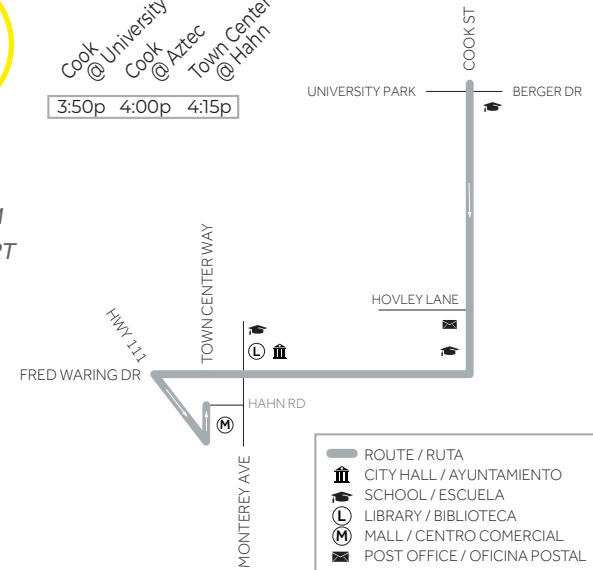 Cook @ University
Cook @ Aztec
Town Center @ Hahn
3:50p 4:00p 4:15p
COOK ST
UNIVERSITY PARK
BERGER DR
RT
TOWN CENTER WAY
HOVLEY LANE
HWY 111
L
FRED WARING DR
HAHN RD
M
MONTEREY AVE
ROUTE / RUTA
CITY HALL / AYUNTAMIENTO
SCHOOL / ESCUELA
L LIBRARY / BIBLIOTECA
M MALL / CENTRO COMERCIAL
POST OFFICE / OFICINA POSTAL